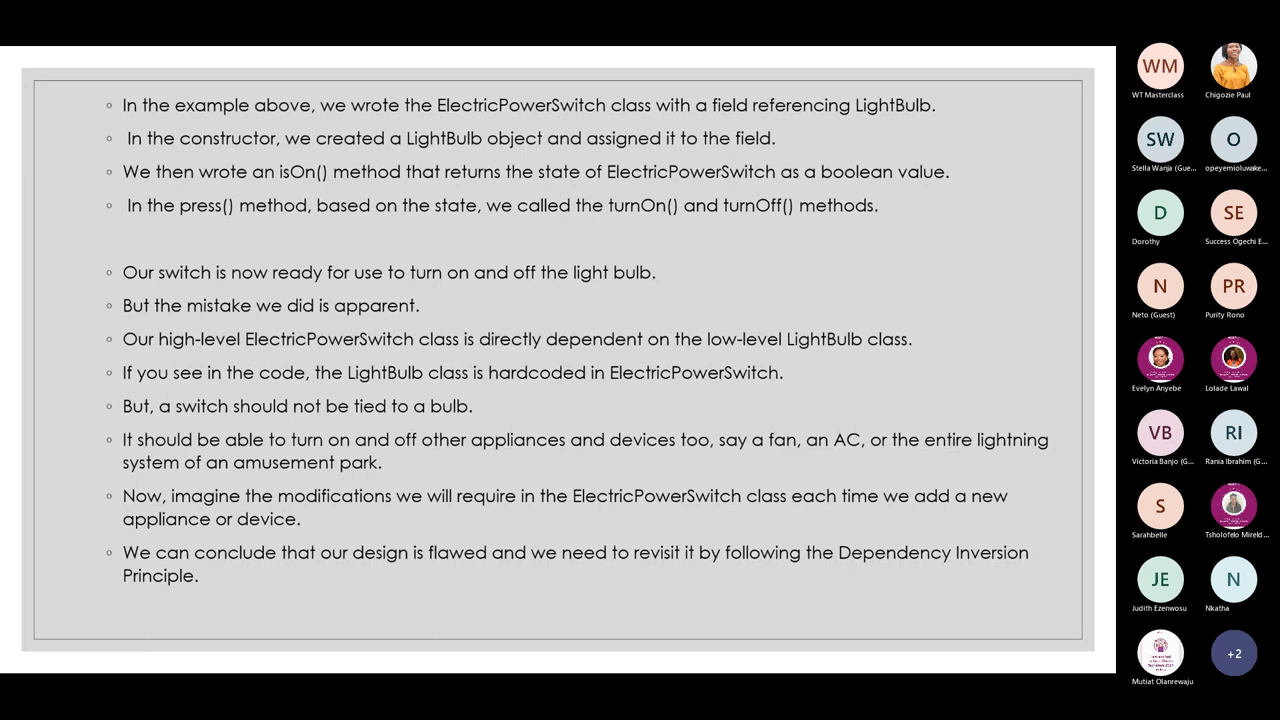 ◦ In the example above, we wrote the ElectricPowerSwitch class with a field referencing LightBulb.
◦ In the constructor, we created a LightBulb object and assigned it to the field.
◦ We then wrote an isOn() method that returns the state of ElectricPowerSwitch as a boolean value.
◦ In the press() method, based on the state, we called the turnOn() and turnOff() methods.
◦ Our switch is now ready for use to turn on and off the light bulb.
◦ But the mistake we did is apparent.
◦ Our high-level ElectricPowerSwitch class is directly dependent on the low-level LightBulb class.
◦ If you see in the code, the LightBulb class is hardcoded in ElectricPowerSwitch.
◦ But, a switch should not be tied to a bulb.
◦ It should be able to turn on and off other appliances and devices too, say a fan, an AC, or the entire lightning
system of an amusement park.
◦ Now, imagine the modifications we will require in the ElectricPowerSwitch class each time we add a new
appliance or device.
◦ We can conclude that our design is flawed and we need to revisit it by following the Dependency Inversion
Principle.
WM
WT Masterclass
Chigozie Paul
SW
Stella Wanja (Gue...
O
opeyemioluwake...
D
Dorothy
SE
Success Ogechi E...
N
Neto (Guest)
PR
Purity Rono
Evelyn Anyebe
Lolade Lawal
VB
Victoria Banjo (G...
RI
Rania Ibrahim (G...
S
Sarahbelle
Tsholofelo Mireld...
JE
Judith Ezenwosu
N
Nkatha
Mutiat Olanrewaju
+2